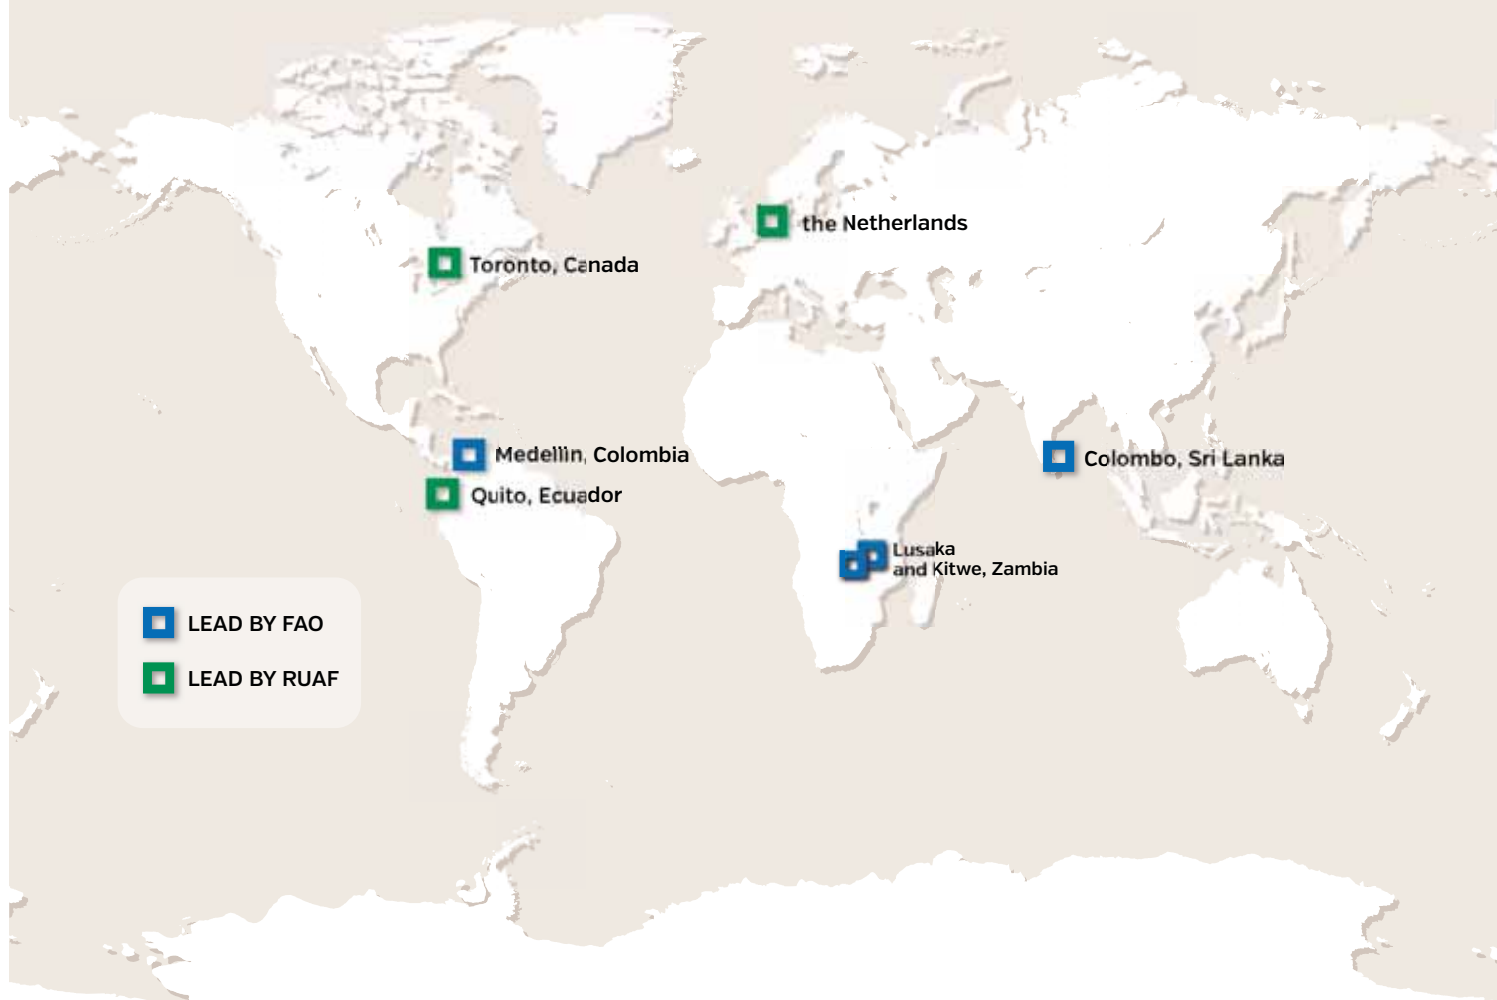 the Netherlands
Toronto, Canada
Medellin, Colombia
Colombo, Sri Lanka
Quito, Ecuador
Lusaka
and Kitwe, Zambia
LEAD BY FAO
LEAD BY RUAF